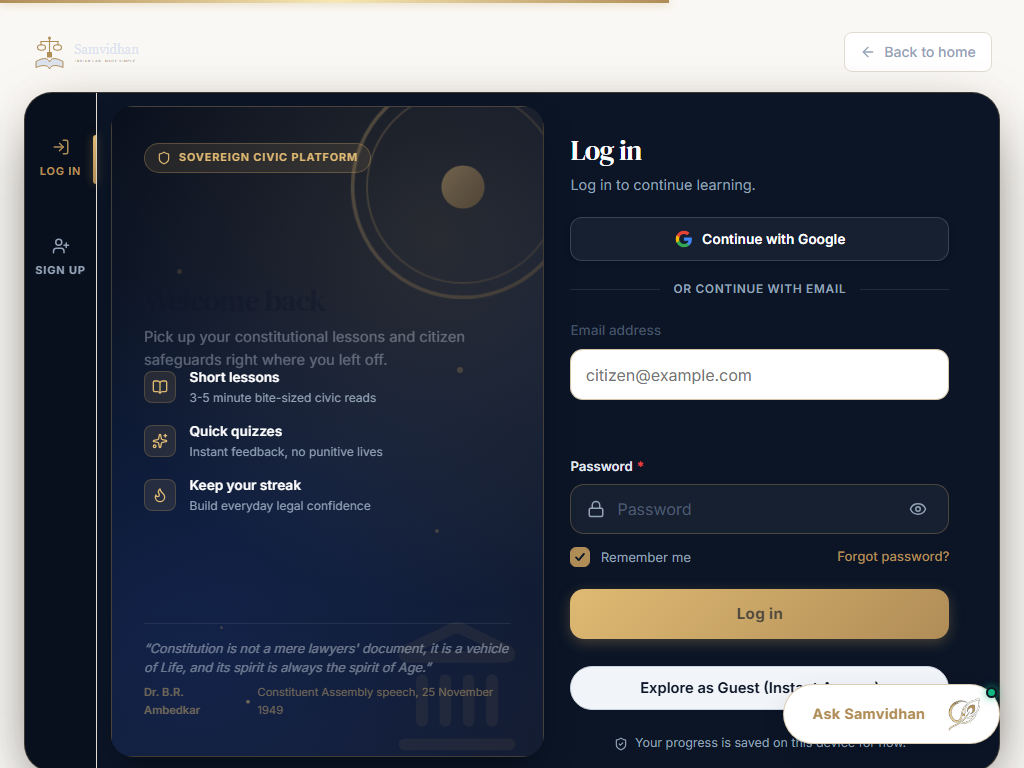 Samvidhan
INDIAN LAW, MADE SIMPLE
Back to home
LOG IN
SIGN UP
SOVEREIGN CIVIC PLATFORM
Welcome back
Pick up your constitutional lessons and citizen
safeguards right where you left off.
Short lessons
3-5 minute bite-sized civic reads
Quick quizzes
Instant feedback, no punitive lives
Keep your streak
Build everyday legal confidence
"Constitution is not a mere lawyers' document, it is a vehicle
of Life, and its spirit is always the spirit of Age."
Dr. B.R.
Ambedkar
• Constituent Assembly speech, 25 November
1949
Log in
Log in to continue learning.
Continue with Google
OR CONTINUE WITH EMAIL
Email address
citizen@example.com
Password *
Password
Remember me
Forgot password?
Log in
Explore as Guest
Your progress is saved on this device for now.
Ask Samvidhan